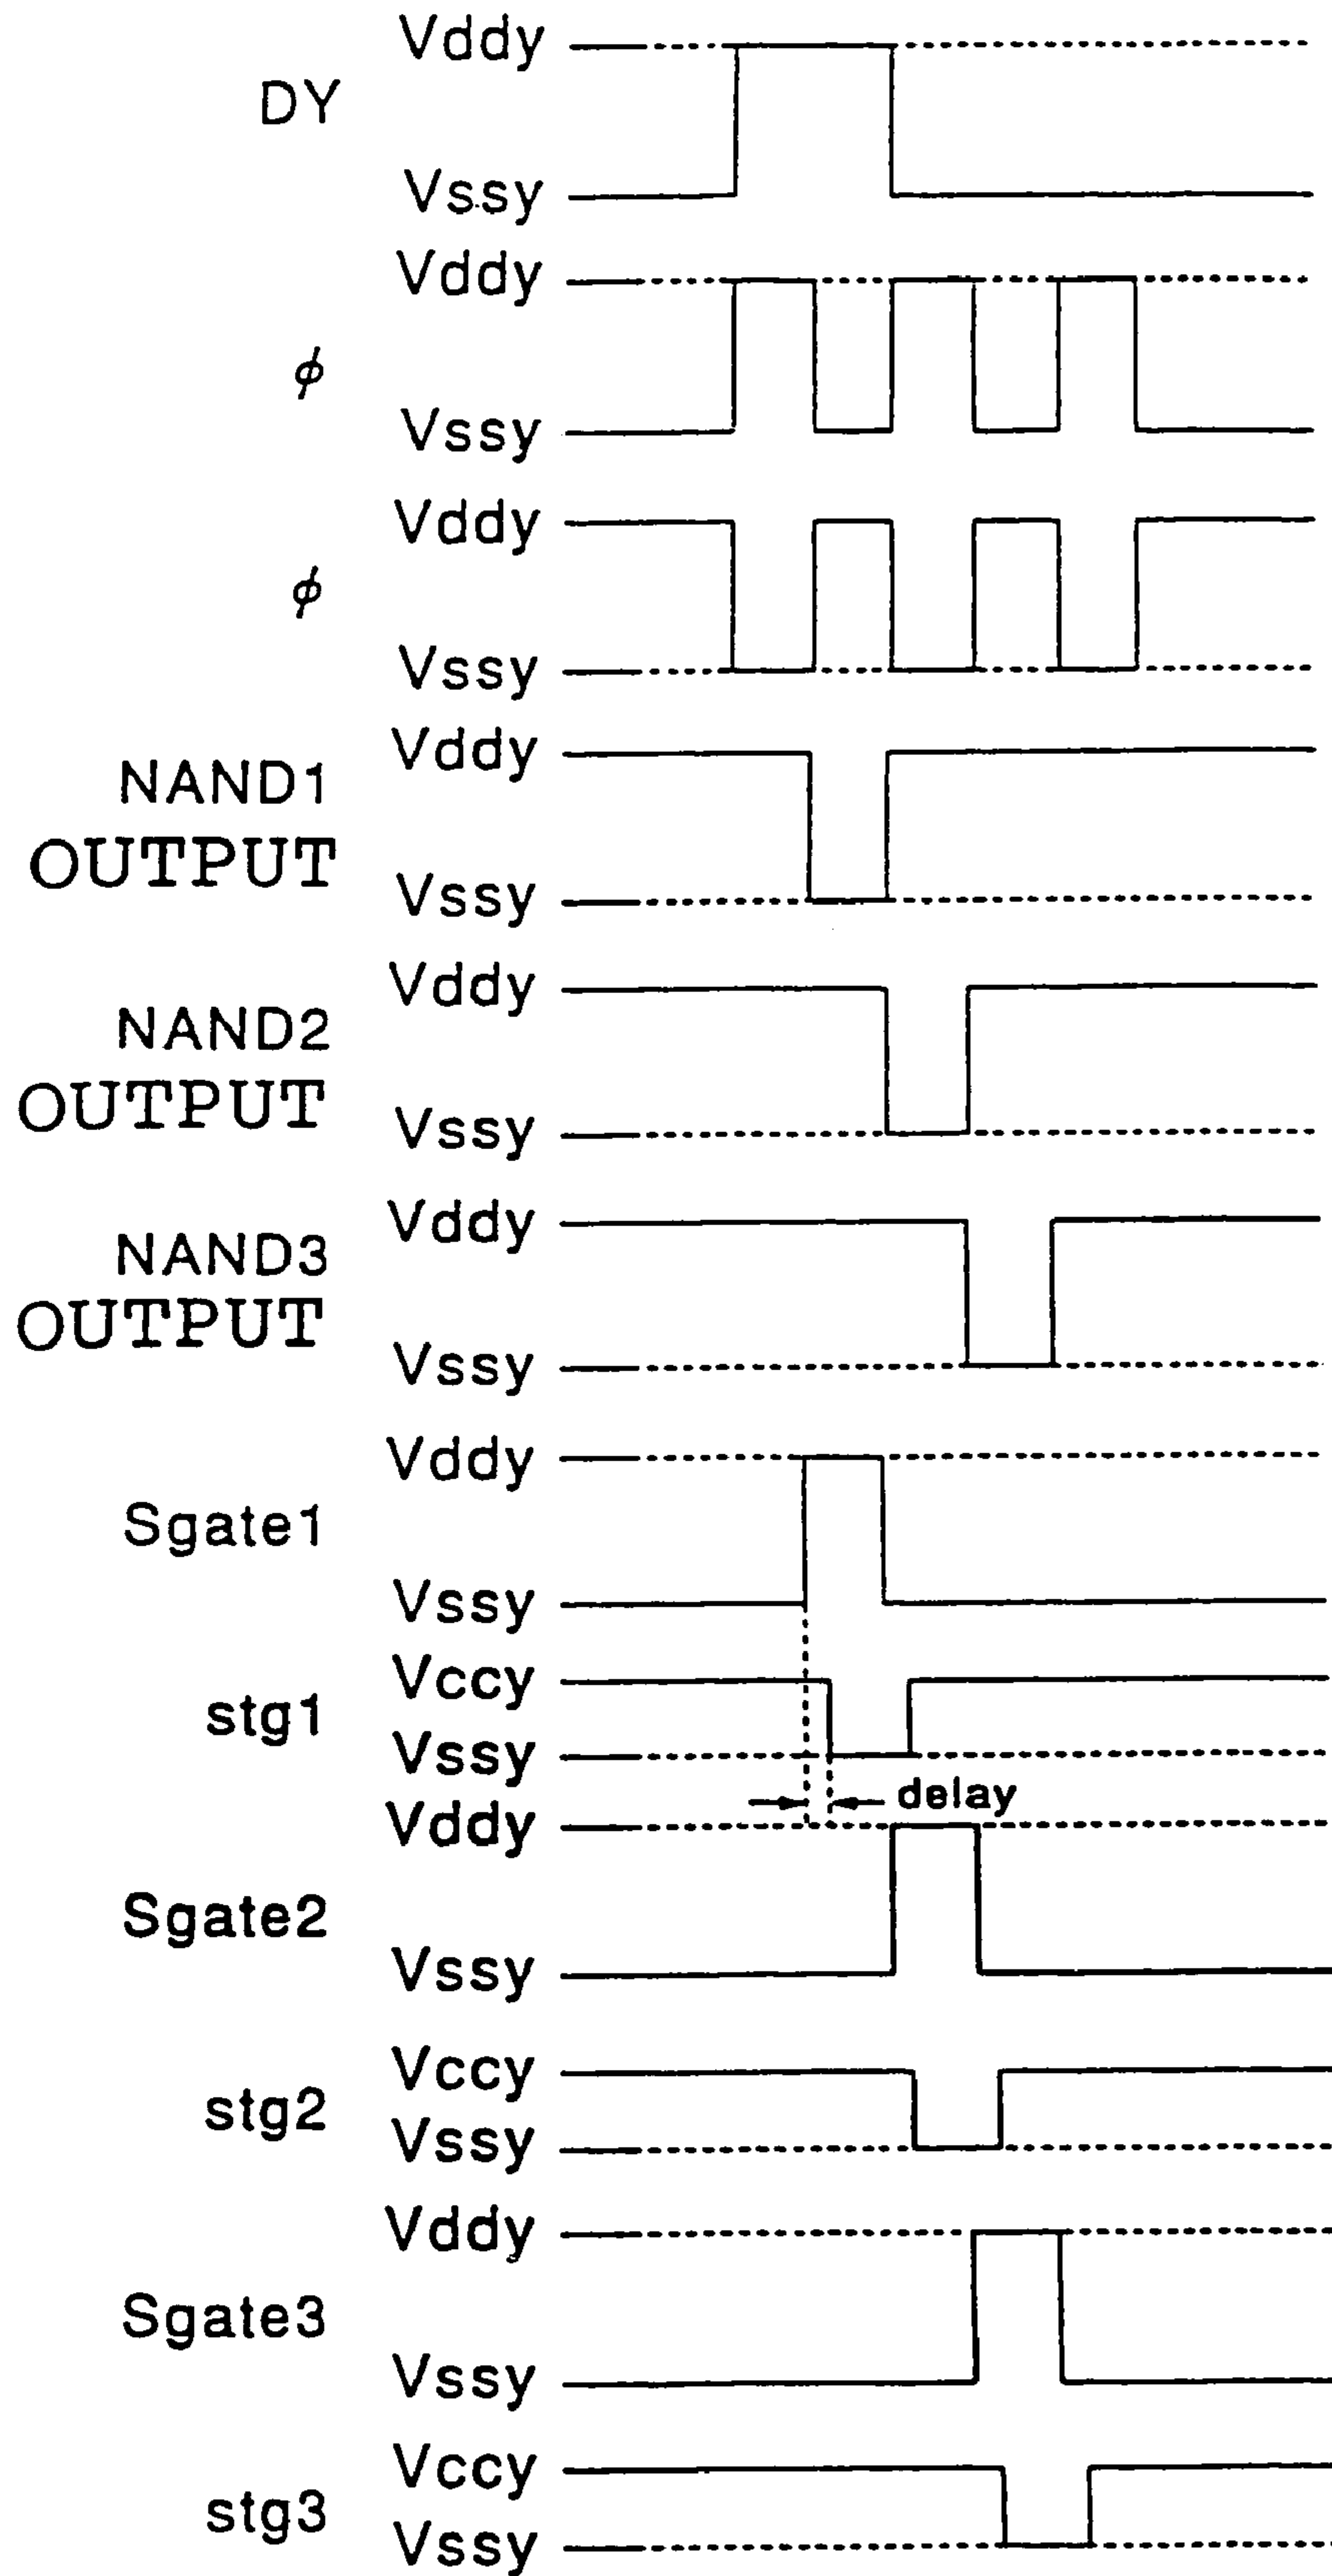 Vddy
DY
Vssy
Vddy
ϕ
Vssy
Vddy
ϕ
Vssy
Vddy
NAND1
OUTPUT
Vssy
Vddy
NAND2
OUTPUT
Vssy
Vddy
NAND3
OUTPUT
Vssy
Vddy
Sgate1
Vssy
Vccy
stg1
Vssy
delay
Vddy
Sgate2
Vssy
Vccy
stg2
Vssy
Vddy
Sgate3
Vssy
Vccy
stg3
Vssy